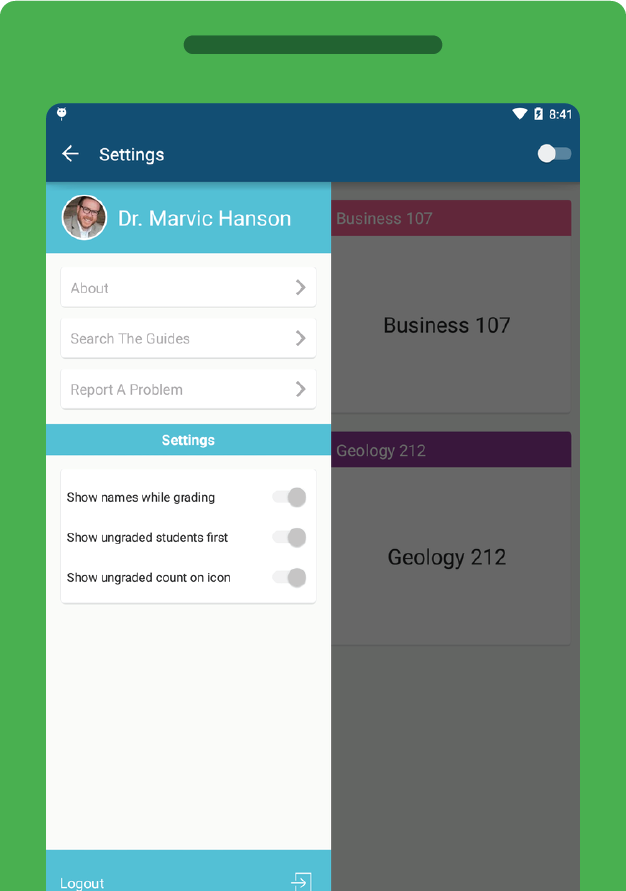 8:41
Settings
Dr. Marvic Hanson
About
Search The Guides
Report A Problem
Settings
Show names while grading
Show ungraded students first
Show ungraded count on icon
Logout
Business 107
Business 107
Geology 212
Geology 212